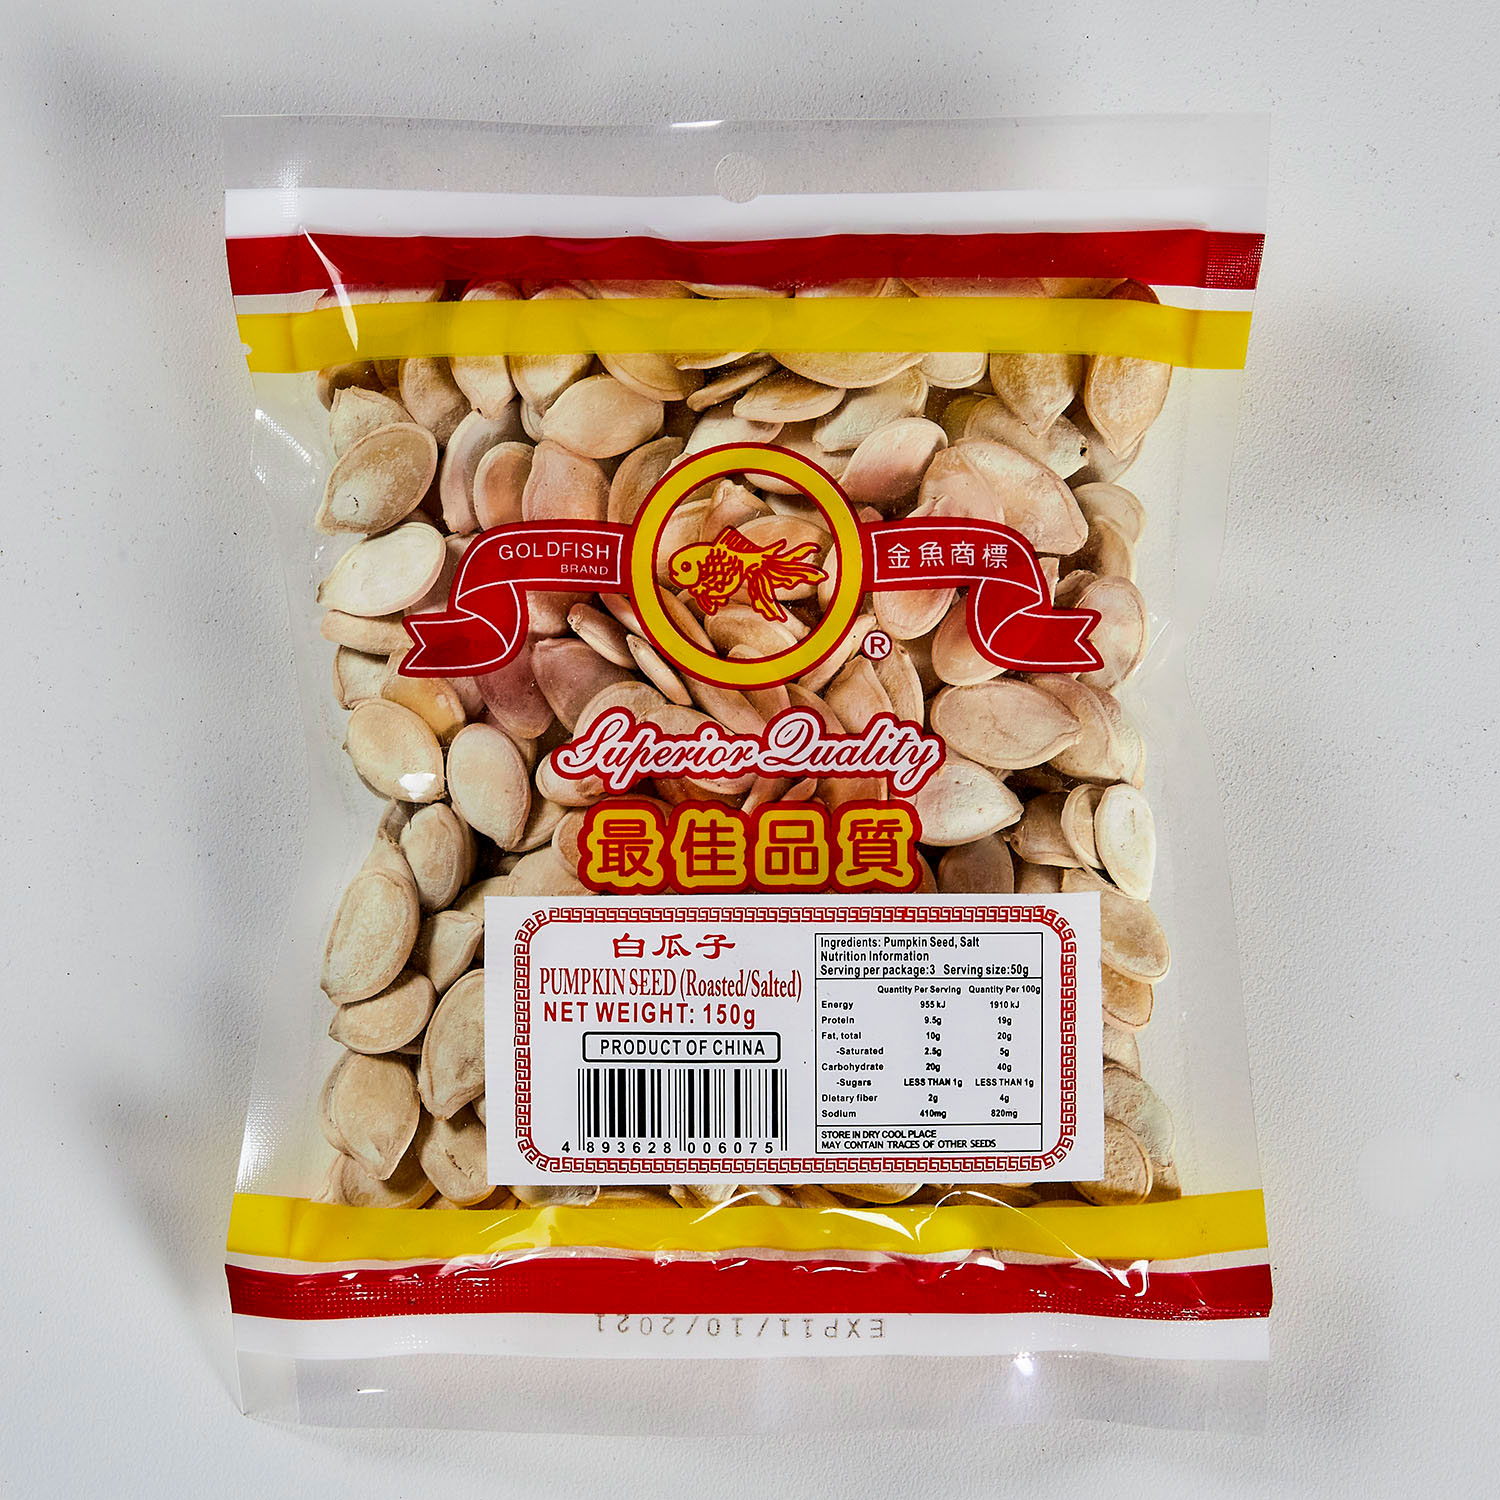 GOLDFISH
BRAND
金魚商標
®
Superior Quality
最佳品質
白瓜子
PUMPKIN SEED (Roasted/Salted)
NET WEIGHT: 150g
PRODUCT OF CHINA
4 893628 006075
Ingredients: Pumpkin Seed, Salt
Nutrition Information
Serving per package:3 Serving size:50g
Quantity Per Serving Quantity Per 100g
Energy 955 kJ 1910 kJ
Protein 9.5g 19g
Fat, total 10g 20g
-Saturated 2.5g 5g
Carbohydrate 20g 40g
-Sugars LESS THAN 1g LESS THAN 1g
Dietary fiber 2g 4g
Sodium 410mg 820mg
STORE IN DRY COOL PLACE
MAY CONTAIN TRACES OF OTHER SEEDS
EXP11/10/2021